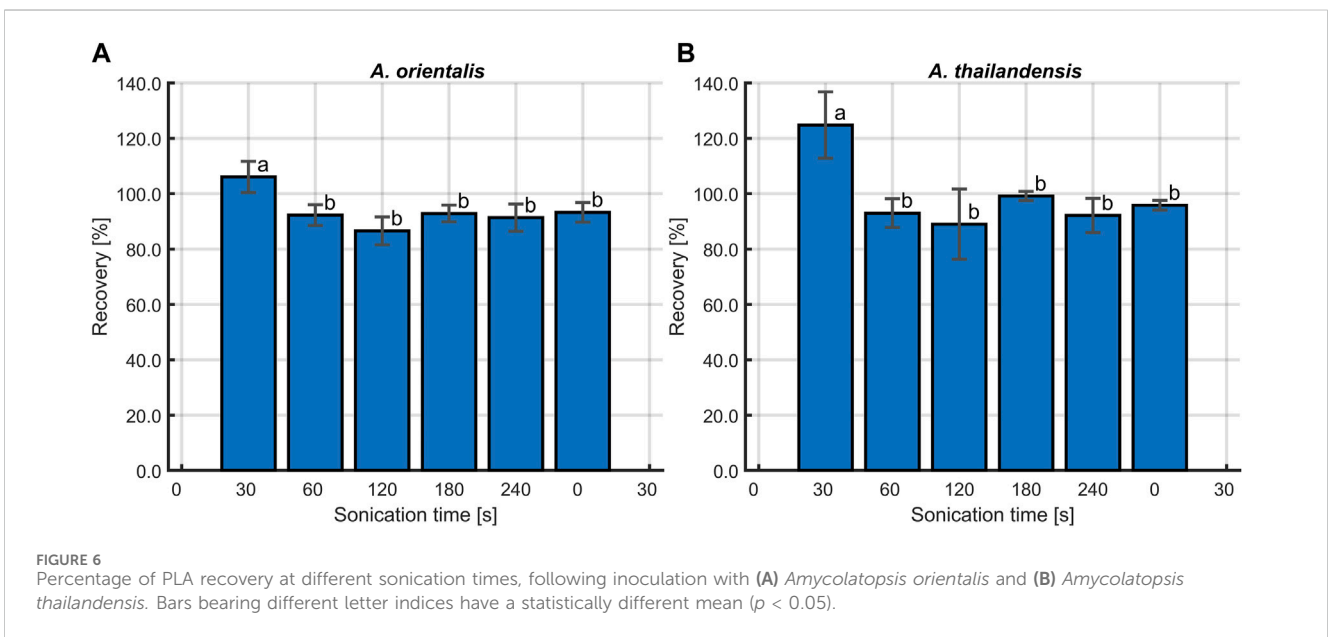 A
A. orientalis
140.0
120.0
100.0
80.0
60.0
40.0
20.0
0.0
Recovery [%]
a
b
b
b
b
b
0 30 60 120 180 240 0 30
Sonication time [s]
B
A. thailandensis
140.0
120.0
100.0
80.0
60.0
40.0
20.0
0.0
Recovery [%]
a
b
b
b
b
b
0 30 60 120 180 240 0 30
Sonication time [s]
FIGURE 6
Percentage of PLA recovery at different sonication times, following inoculation with (A) Amycolatopsis orientalis and (B) Amycolatopsis
thailandensis. Bars bearing different letter indices have a statistically different mean (p < 0.05).